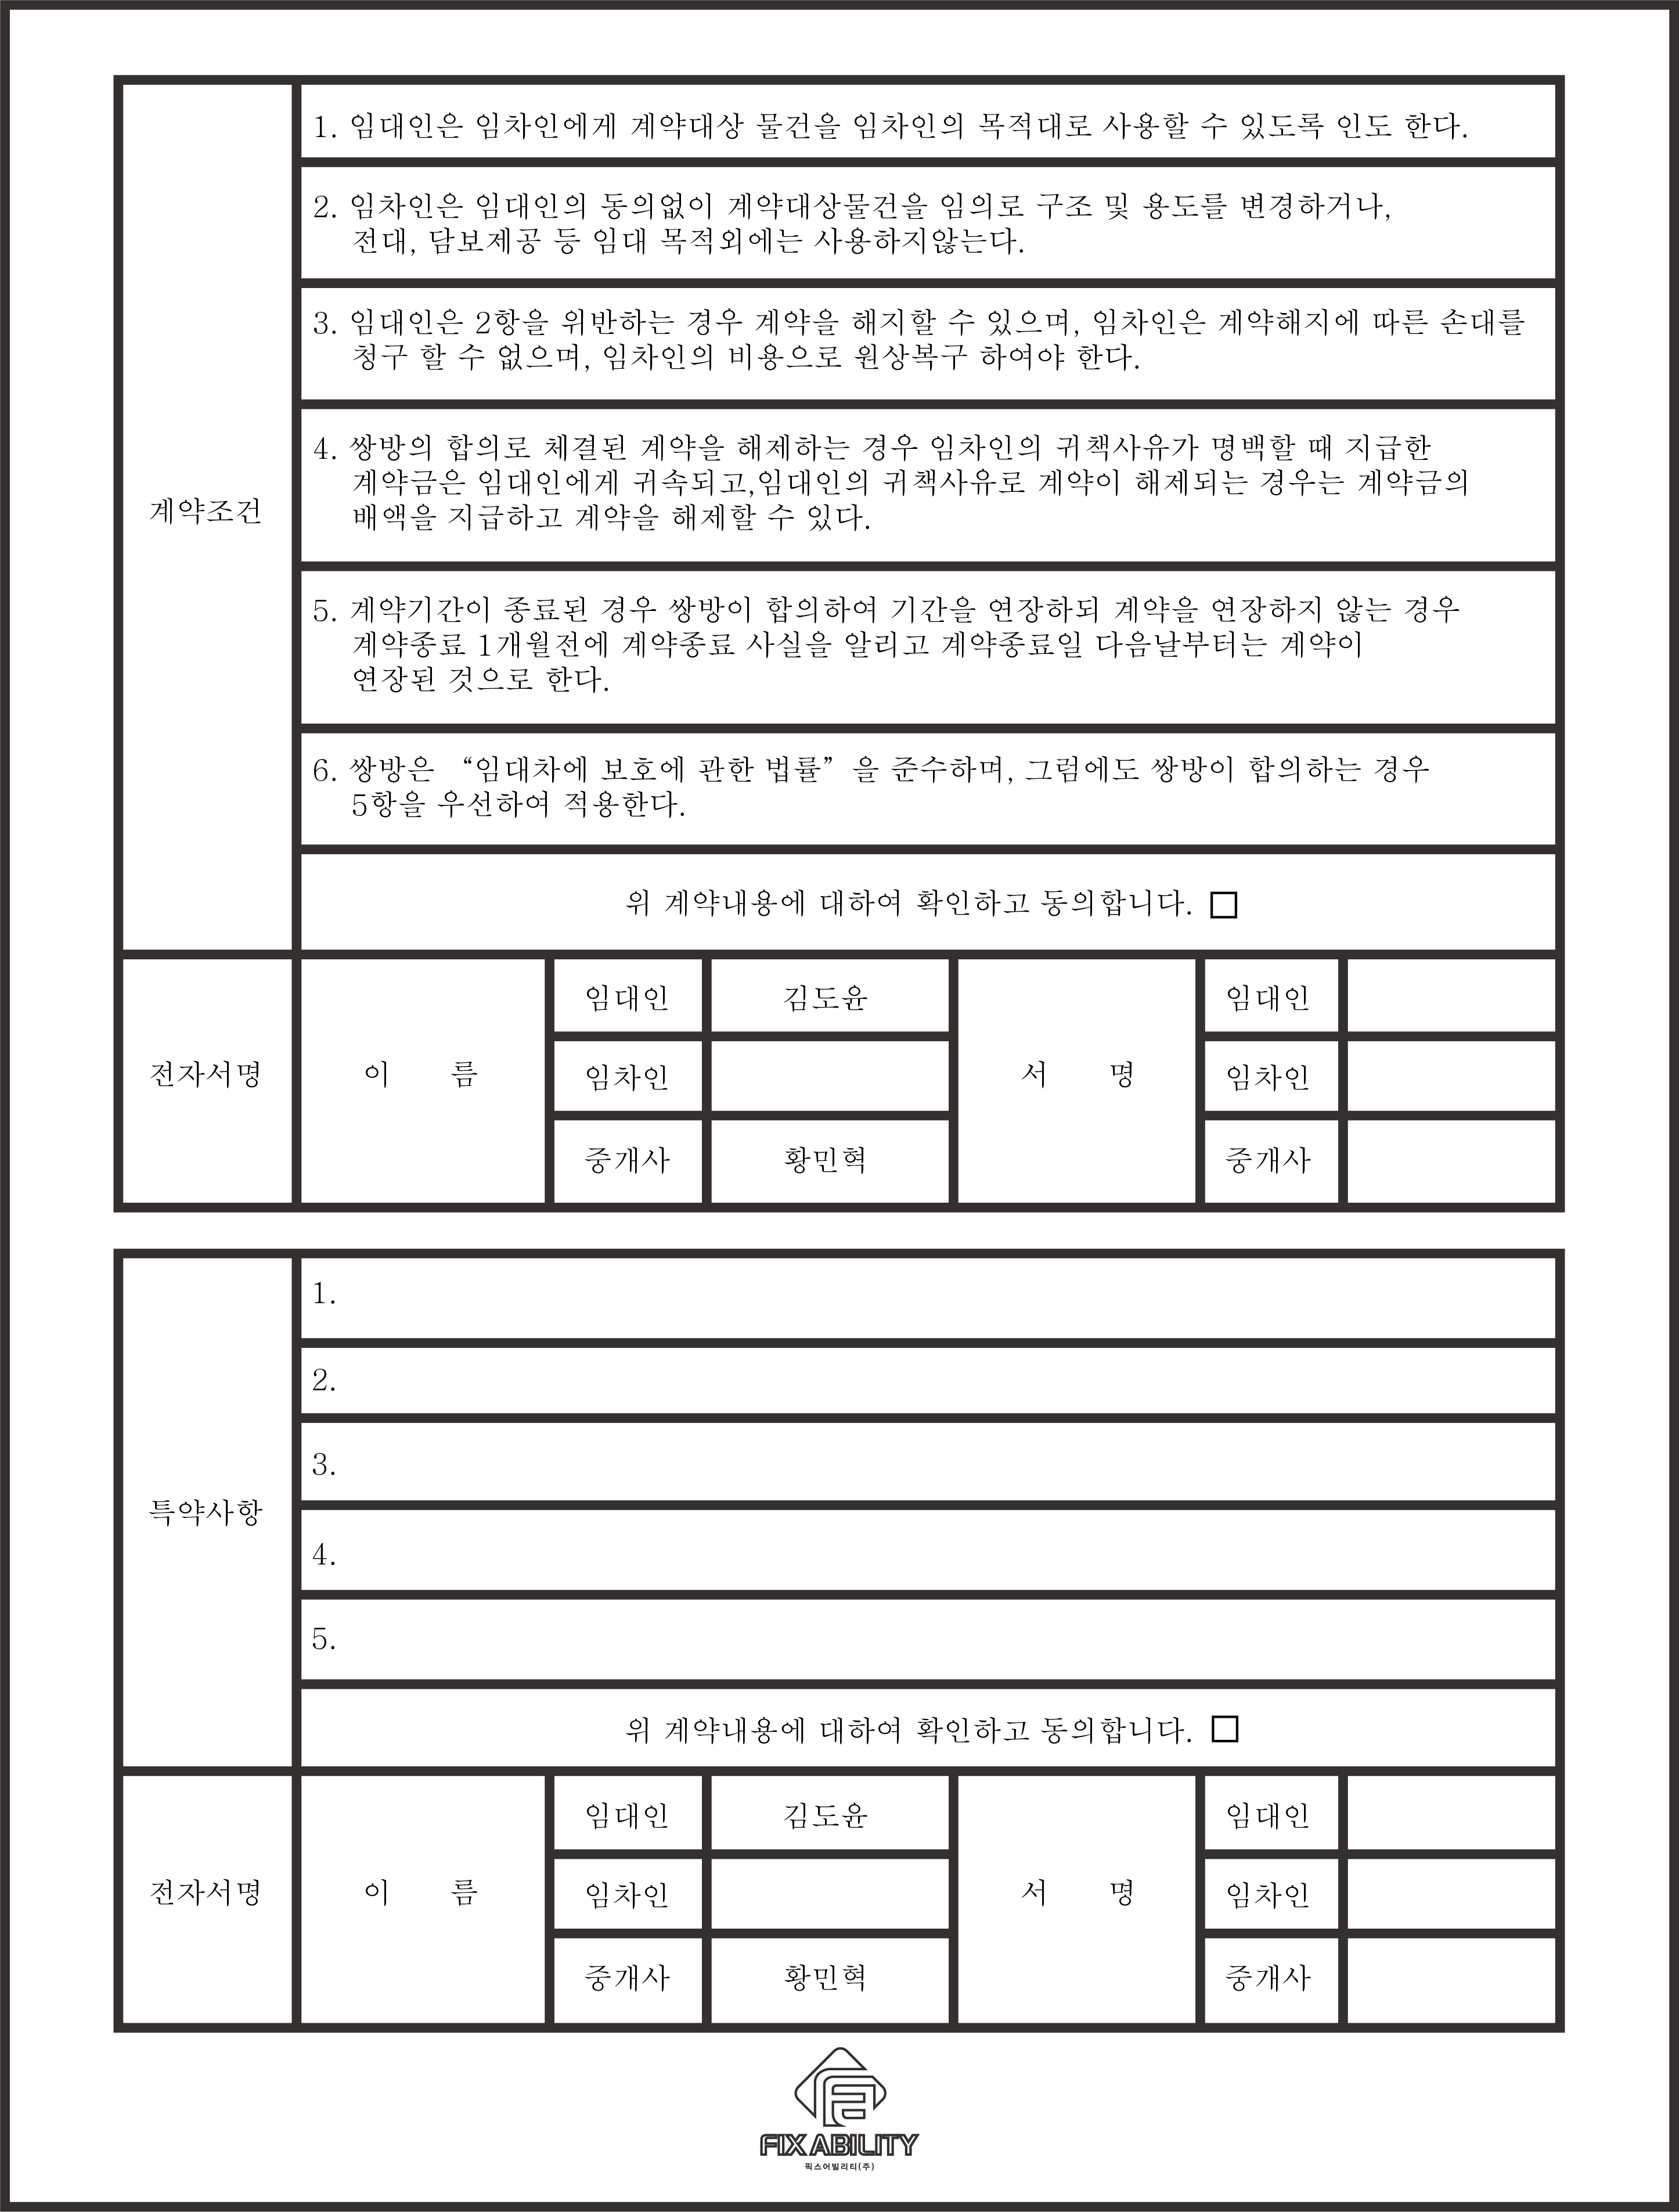 계약조건
1. 임대인은 임차인에게 계약대상 물건을 임차인의 목적대로 사용할 수 있도록 인도 한다.
2. 임차인은 임대인의 동의없이 계약대상물건을 임의로 구조 및 용도를 변경하거나,
전대, 담보제공 등 임대 목적외에는 사용하지않는다.
3. 임대인은 2항을 위반하는 경우 계약을 해지할 수 있으며, 임차인은 계약해지에 따른 손대를
청구 할 수 없으며, 임차인의 비용으로 원상복구 하여야 한다.
4. 쌍방의 합의로 체결된 계약을 해제하는 경우 임차인의 귀책사유가 명백할 때 지급한
계약금은 임대인에게 귀속되고,임대인의 귀책사유로 계약이 해제되는 경우는 계약금의
배액을 지급하고 계약을 해제할 수 있다.
5. 계약기간이 종료된 경우 쌍방이 합의하여 기간을 연장하되 계약을 연장하지 않는 경우
계약종료 1개월전에 계약종료 사실을 알리고 계약종료일 다음날부터는 계약이
연장된 것으로 한다.
6. 쌍방은 “임대차에 보호에 관한 법률” 을 준수하며, 그럼에도 쌍방이 합의하는 경우
5항을 우선하여 적용한다.
위 계약내용에 대하여 확인하고 동의합니다. □
전자서명 이 름 서 명
임대인 김도윤 임대인
임차인 임차인
중개사 황민혁 중개사
특약사항
1.
2.
3.
4.
5.
위 계약내용에 대하여 확인하고 동의합니다. □
전자서명 이 름 서 명
임대인 김도윤 임대인
임차인 임차인
중개사 황민혁 중개사
FIX ABILITY
픽스어빌리티(주)